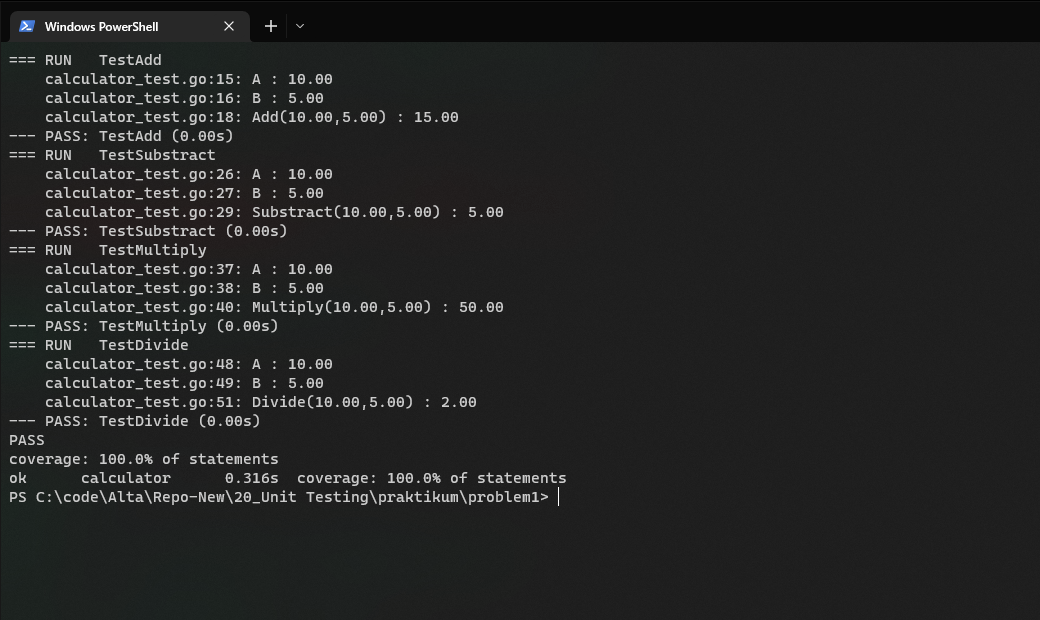 Windows PowerShell
=== RUN   TestAdd
    calculator_test.go:15: A : 10.00
    calculator_test.go:16: B : 5.00
    calculator_test.go:18: Add(10.00,5.00) : 15.00
--- PASS: TestAdd (0.00s)
=== RUN   TestSubstract
    calculator_test.go:26: A : 10.00
    calculator_test.go:27: B : 5.00
    calculator_test.go:29: Substract(10.00,5.00) : 5.00
--- PASS: TestSubstract (0.00s)
=== RUN   TestMultiply
    calculator_test.go:37: A : 10.00
    calculator_test.go:38: B : 5.00
    calculator_test.go:40: Multiply(10.00,5.00) : 50.00
--- PASS: TestMultiply (0.00s)
=== RUN   TestDivide
    calculator_test.go:48: A : 10.00
    calculator_test.go:49: B : 5.00
    calculator_test.go:51: Divide(10.00,5.00) : 2.00
--- PASS: TestDivide (0.00s)
PASS
coverage: 100.0% of statements
ok      calculator      0.316s  coverage: 100.0% of statements
PS C:\code\Alta\Repo-New\20_Unit Testing\praktikum\problem1>